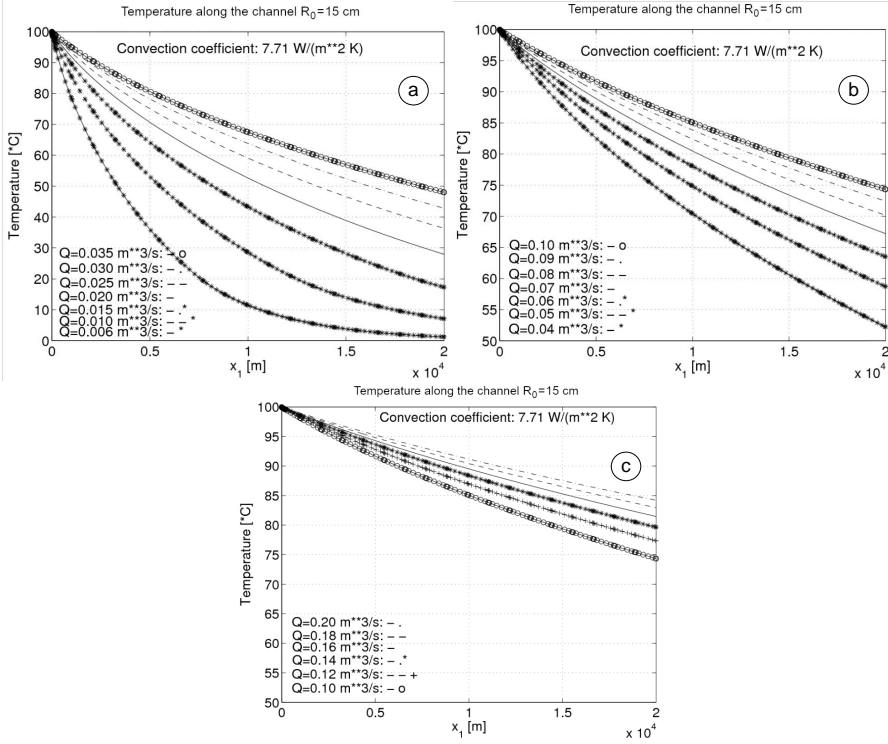 Temperature along the channel R0=15 cm
Convection coefficient: 7.71 W/(m**2 K)
a
100
90
80
70
60
50
40
30
20
10
0
Temperature [*C]
Q=0.035 m**3/s: – o
Q=0.030 m**3/s: – .
Q=0.025 m**3/s: – –
Q=0.020 m**3/s: –
Q=0.015 m**3/s: – .*
Q=0.010 m**3/s: – – *
Q=0.006 m**3/s: – *
0 0.5 1 1.5 2
x1 [m]
x 10^4
Temperature along the channel R0=15 cm
Convection coefficient: 7.71 W/(m**2 K)
b
100
95
90
85
80
75
70
65
60
55
50
Temperature [*C]
Q=0.10 m**3/s: – o
Q=0.09 m**3/s: – .
Q=0.08 m**3/s: – –
Q=0.07 m**3/s: –
Q=0.06 m**3/s: – .*
Q=0.05 m**3/s: – – *
Q=0.04 m**3/s: – *
0 0.5 1 1.5 2
x1 [m]
x 10^4
Temperature along the channel R0=15 cm
Convection coefficient: 7.71 W/(m**2 K)
c
100
95
90
85
80
75
70
65
60
55
50
Temperature [*C]
Q=0.20 m**3/s: – .
Q=0.18 m**3/s: – –
Q=0.16 m**3/s: –
Q=0.14 m**3/s: – .*
Q=0.12 m**3/s: – – +
Q=0.10 m**3/s: – o
0 0.5 1 1.5 2
x1 [m]
x 10^4